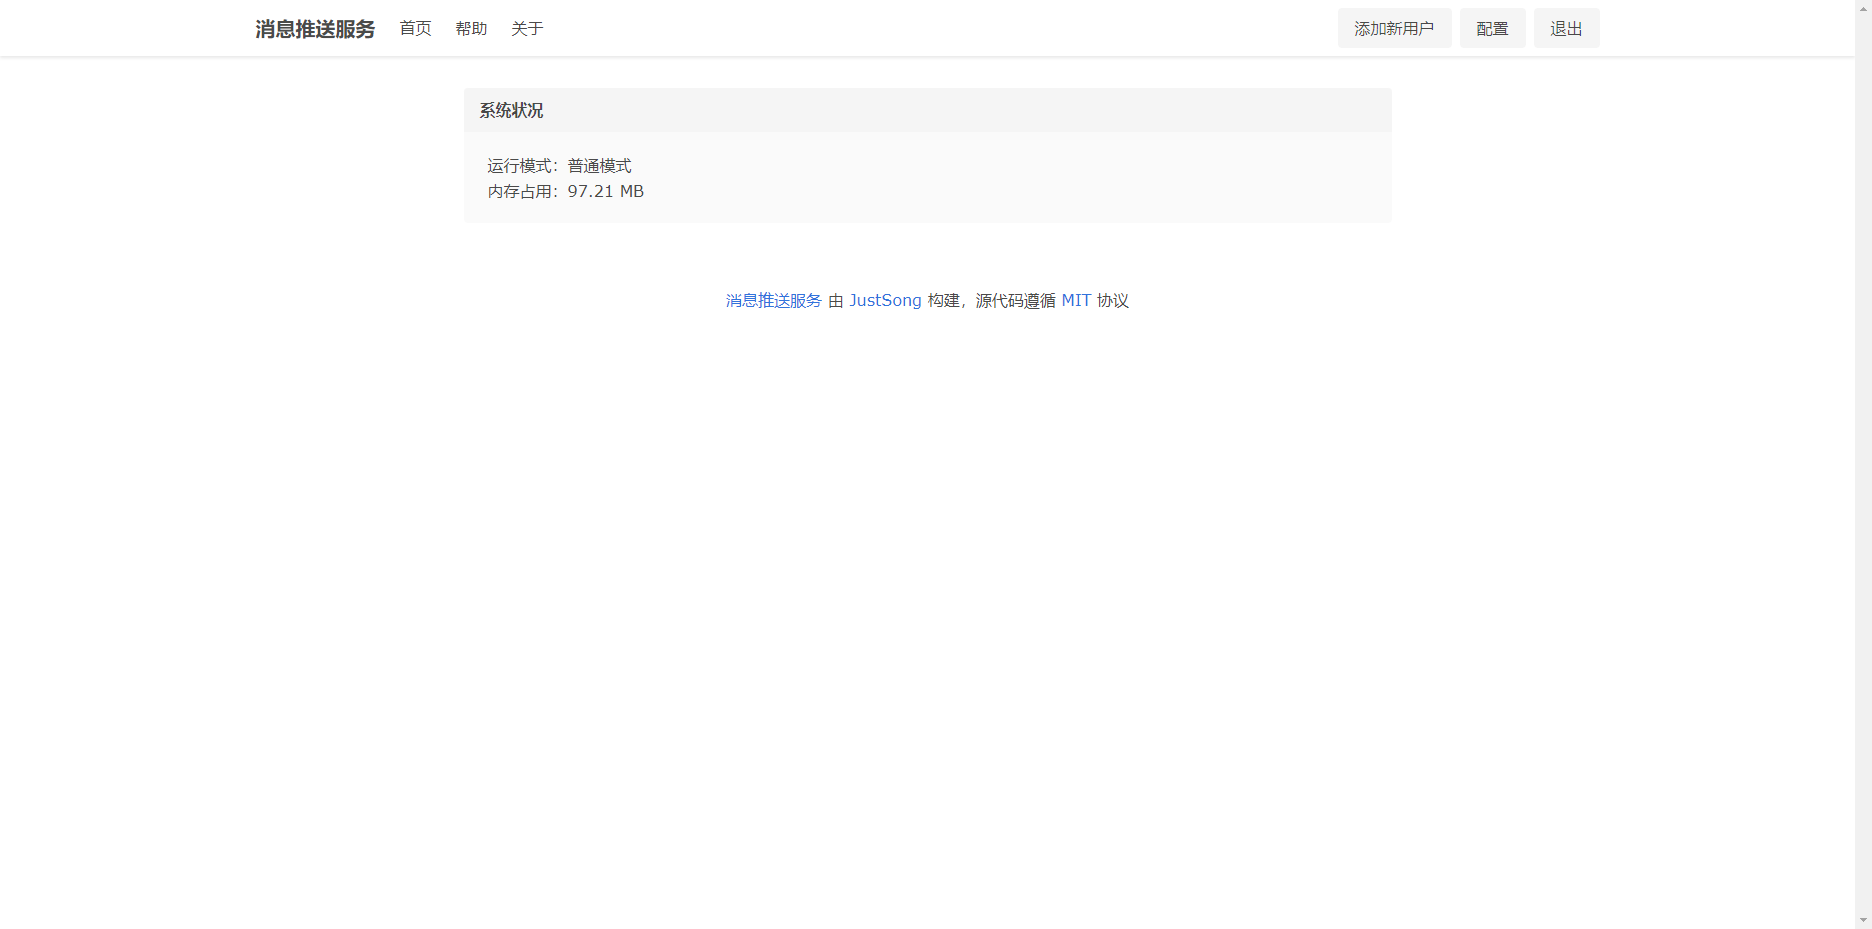 消息推送服务 首页 帮助 关于 添加新用户 配置 退出
系统状况
运行模式：普通模式
内存占用：97.21 MB
消息推送服务 由 JustSong 构建，源代码遵循 MIT 协议